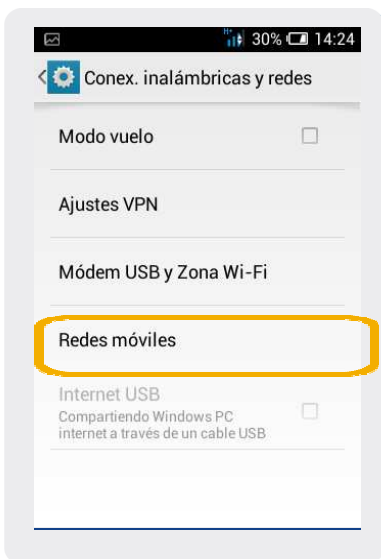 H+ 30% 14:24
Conex. inalámbricas y redes
Modo vuelo
Ajustes VPN
Módem USB y Zona Wi-Fi
Redes móviles
Internet USB
Compartiendo Windows PC
internet a través de un cable USB